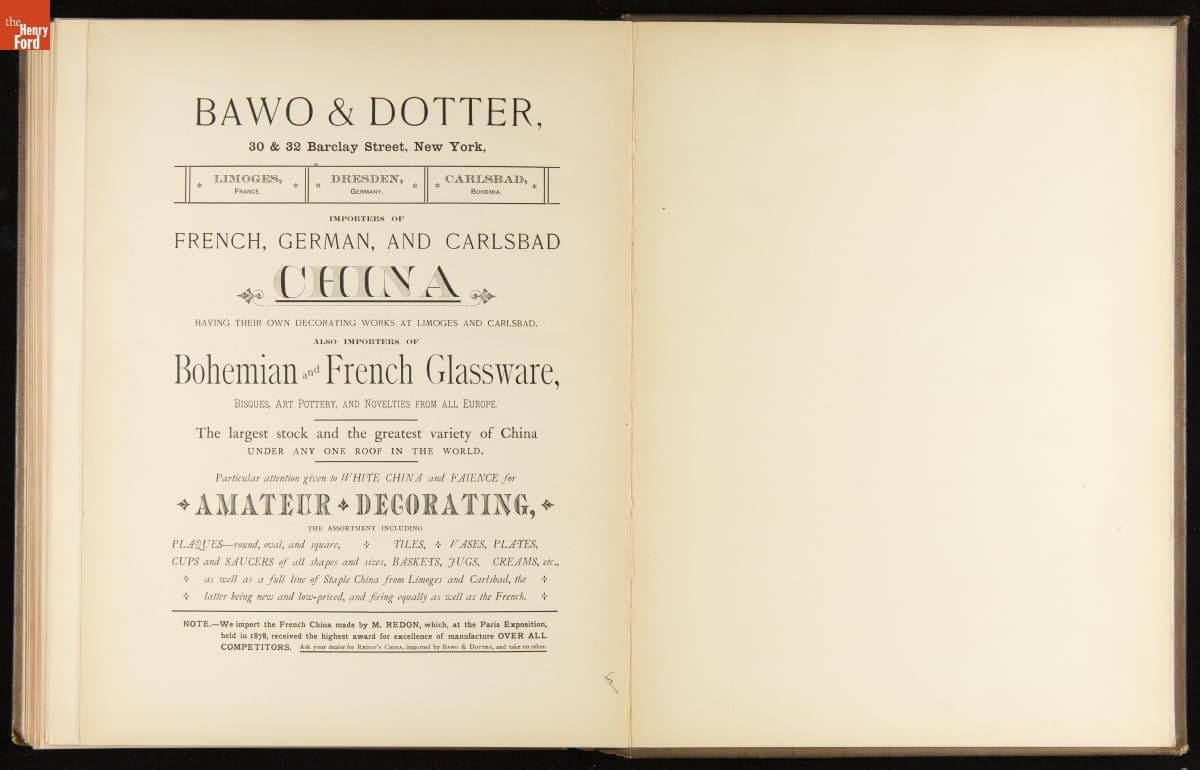 the
Henry
Ford
BAWO & DOTTER,
30 & 32 Barclay Street, New York,
LIMOGES, DRESDEN, CARLSBAD,
FRANCE. GERMANY. BOHEMIA.
IMPORTERS OF
FRENCH, GERMAN, AND CARLSBAD
CHINA
HAVING THEIR OWN DECORATING WORKS AT LIMOGES AND CARLSBAD.
ALSO IMPORTERS OF
Bohemian and French Glassware,
BISQUES, ART POTTERY, AND NOVELTIES FROM ALL EUROPE.
The largest stock and the greatest variety of China
UNDER ANY ONE ROOF IN THE WORLD.
Particular attention given to WHITE CHINA and FAIENCE for
AMATEUR DECORATING,
THE ASSORTMENT INCLUDING
PLAQUES—round, oval, and square, TILES, VASES, PLATES,
CUPS and SAUCERS of all shapes and sizes, BASKETS, JUGS, CREAMS, etc.,
as well as a full line of Staple China from Limoges and Carlsbad, the
latter being new and low-priced, and firing equally as well as the French.
NOTE.—We import the French China made by M. REDON, which, at the Paris Exposition,
held in 1878, received the highest award for excellence of manufacture OVER ALL
COMPETITORS. Ask your dealer for REDON'S CHINA, imported by BAWO & DOTTER, and take no other.